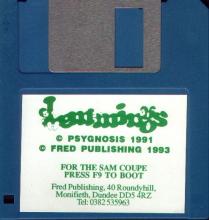 Lemmings
© PSYGNOSIS 1991
© FRED PUBLISHING 1993
FOR THE SAM COUPE
PRESS F9 TO BOOT
Fred Publishing, 40 Roundyhill,
Monifieth, Dundee DD5 4RZ
Tel: 0382 535963